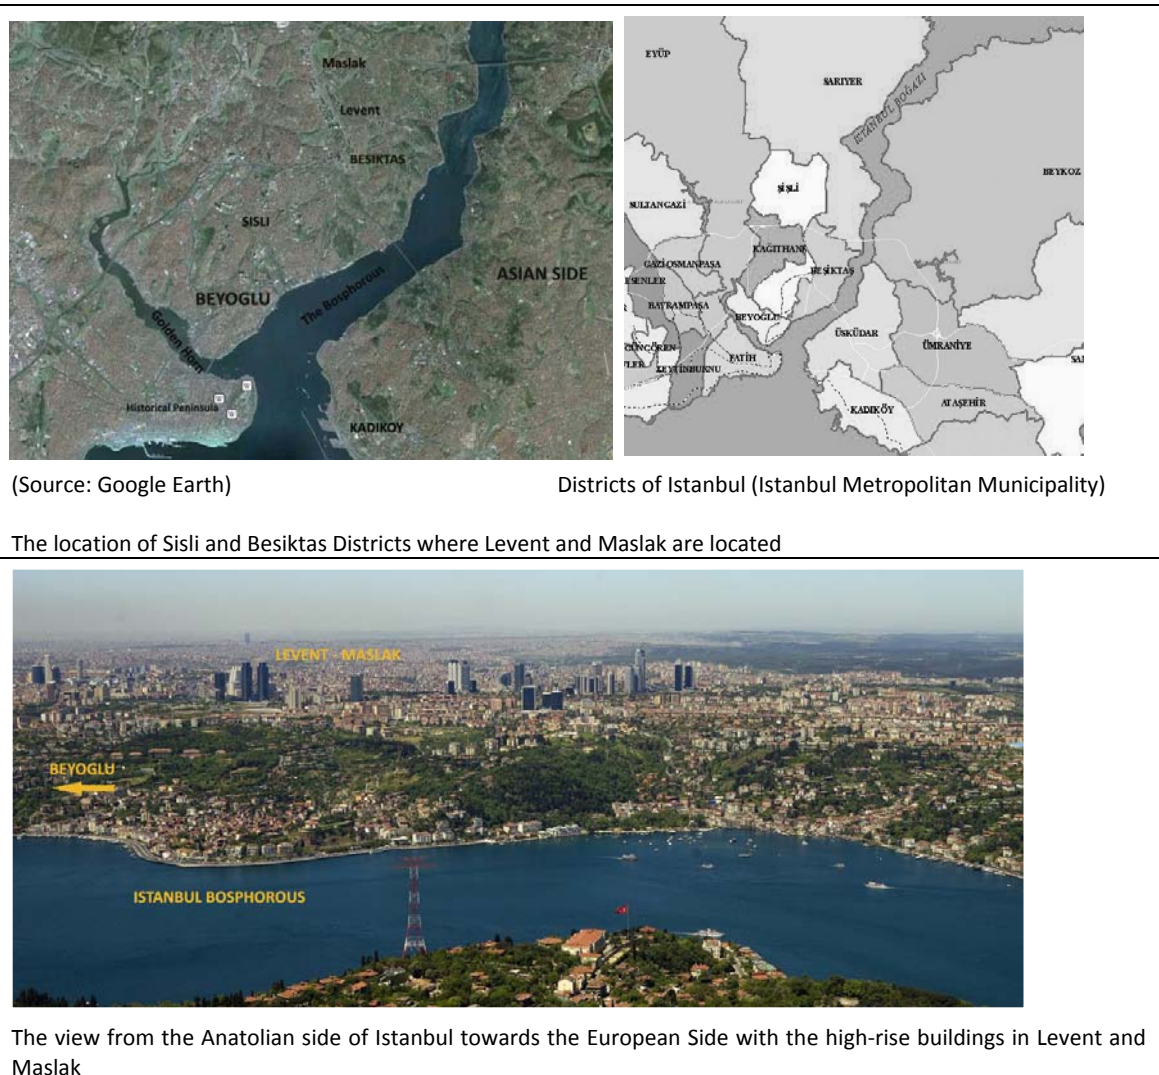 Maslak
Levent
BESIKTAS
SISLI
ASIAN SIDE
BEYOGLU
The Bosphorous
Golden Horn
Historical Peninsula
KADIKOY
EYÜP
SARIYER
İSTANBUL BOĞAZI
BEYKOZ
ŞİŞLİ
SULTANGAZİ
KAĞITHANE
GAZİOSMANPAŞA
BEŞİKTAŞ
ESENLER
BAYRAMPAŞA
BEYOĞLU
ÜSKÜDAR
ÜMRANİYE
GÜNGÖREN
FATİH
ZEYTİNBURNU
KADIKÖY
ATAŞEHİR
(Source: Google Earth) Districts of Istanbul (Istanbul Metropolitan Municipality)
The location of Sisli and Besiktas Districts where Levent and Maslak are located
LEVENT - MASLAK
BEYOGLU
ISTANBUL BOSPHOROUS
The view from the Anatolian side of Istanbul towards the European Side with the high-rise buildings in Levent and
Maslak